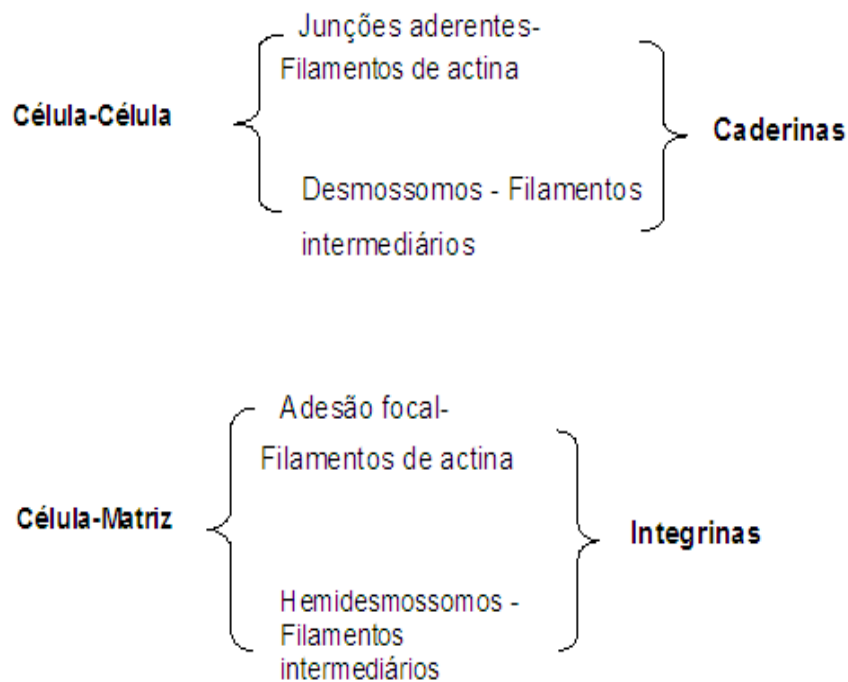 Junções aderentes-
Filamentos de actina
Célula-Célula
Caderinas
Desmossomos - Filamentos
intermediários
Adesão focal-
Filamentos de actina
Célula-Matriz
Integrinas
Hemidesmossomos -
Filamentos
intermediários